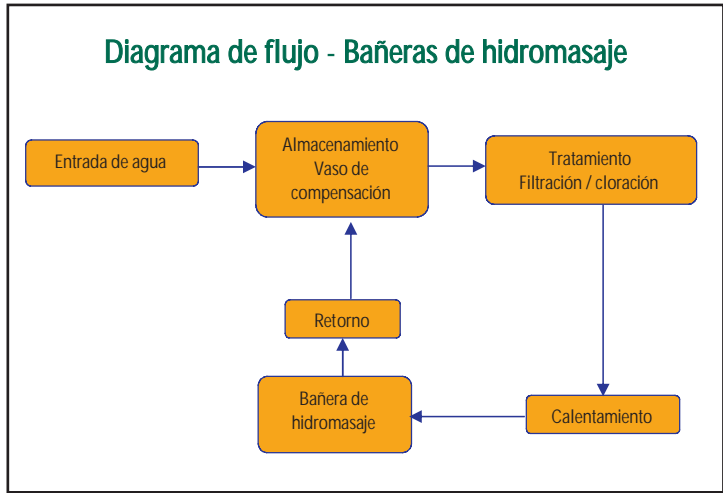 Diagrama de flujo - Bañeras de hidromasaje
Entrada de agua
Almacenamiento
Vaso de
compensación
Tratamiento
Filtración / cloración
Retorno
Bañera de
hidromasaje
Calentamiento